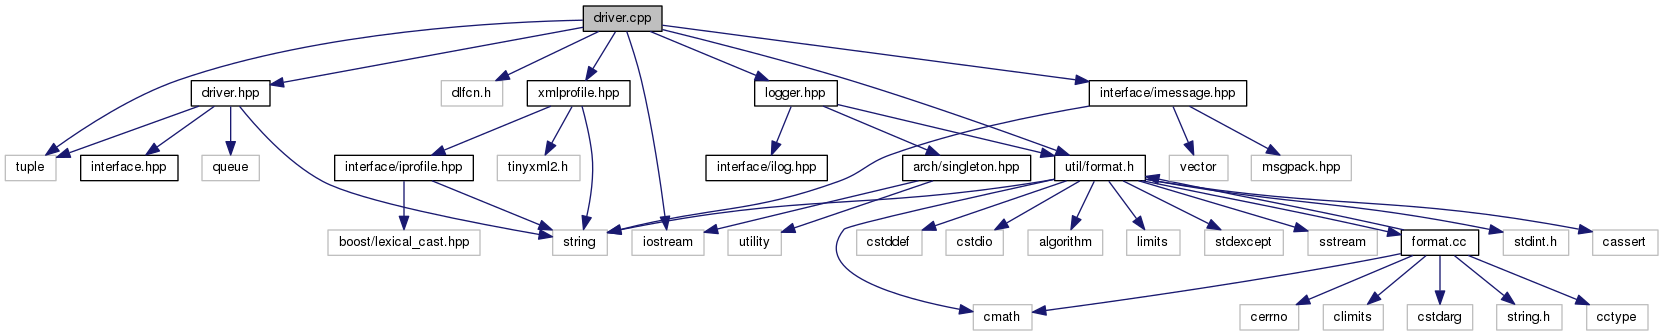 driver.cpp
driver.hpp
dlfcn.h
xmlprofile.hpp
logger.hpp
interface/imessage.hpp
tuple
interface.hpp
queue
interface/iprofile.hpp
tinyxml2.h
interface/ilog.hpp
arch/singleton.hpp
util/format.h
vector
msgpack.hpp
boost/lexical_cast.hpp
string
iostream
utility
cstddef
cstdio
algorithm
limits
stdexcept
sstream
format.cc
stdint.h
cassert
cmath
cerrno
climits
cstdarg
string.h
cctype